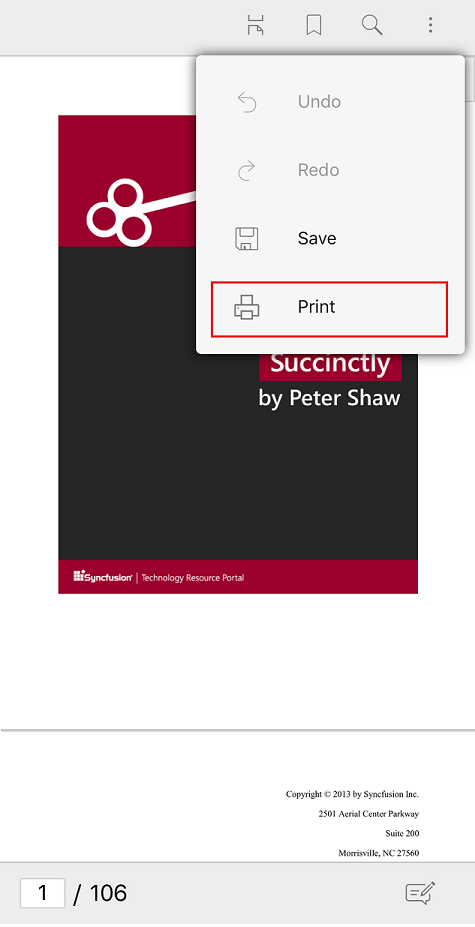 Undo
Redo
Save
Print
Succinctly
by Peter Shaw
Syncfusion | Technology Resource Portal
Copyright © 2013 by Syncfusion Inc.
2501 Aerial Center Parkway
Suite 200
Morrisville, NC 27560
1 / 106